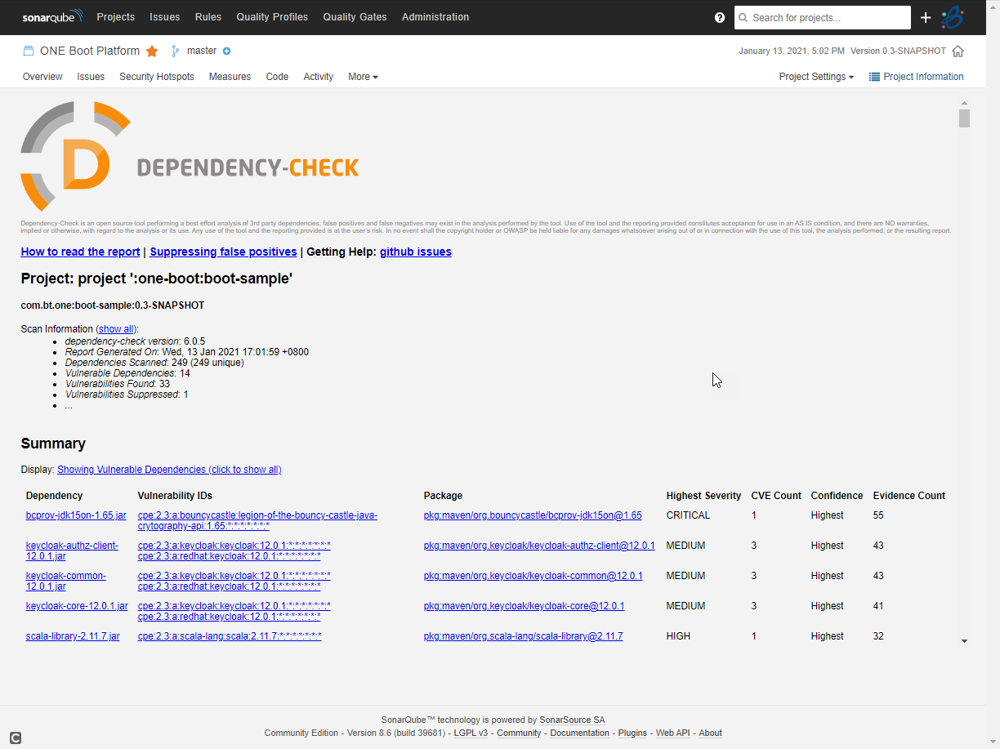 sonarqube Projects Issues Rules Quality Profiles Quality Gates Administration ? Search for projects... +
ONE Boot Platform master January 13, 2021, 5:02 PM Version 0.3-SNAPSHOT
Overview Issues Security Hotspots Measures Code Activity More Project Settings Project Information
D
DEPENDENCY-CHECK
Dependency-Check is an open source tool performing a best effort analysis of 3rd party dependencies; false positives and false negatives may exist in the analysis performed by the tool. Use of the tool and the reporting provided constitutes acceptance for use in an AS IS condition, and there are NO warranties,
implied or otherwise, with regard to the analysis or its use. Any use of the tool and the reporting provided is at the user's risk. In no event shall the copyright holder or OWASP be held liable for any damages whatsoever arising out of or in connection with the use of this tool, the analysis performed, or the resulting report.
How to read the report | Suppressing false positives | Getting Help: github issues
Project: project ':one-boot:boot-sample'
com.bt.one:boot-sample:0.3-SNAPSHOT
Scan Information (show all):
• dependency-check version: 6.0.5
• Report Generated On: Wed, 13 Jan 2021 17:01:59 +0800
• Dependencies Scanned: 249 (249 unique)
• Vulnerable Dependencies: 14
• Vulnerabilities Found: 33
• Vulnerabilities Suppressed: 1
• ...
Summary
Display: Showing Vulnerable Dependencies (click to show all)
Dependency Vulnerability IDs Package Highest Severity CVE Count Confidence Evidence Count
bcprov-jdk15on-1.65.jar cpe:2.3:a:bouncycastle:legion-of-the-bouncy-castle-java- pkg:maven/org.bouncycastle/bcprov-jdk15on@1.65 CRITICAL 1 Highest 55
crytography-api:1.65:*:*:*:*:*:*:*
keycloak-authz-client- cpe:2.3:a:keycloak:keycloak:12.0.1:*:*:*:*:*:*:* pkg:maven/org.keycloak/keycloak-authz-client@12.0.1 MEDIUM 3 Highest 43
12.0.1.jar cpe:2.3:a:redhat:keycloak:12.0.1:*:*:*:*:*:*:*
keycloak-common- cpe:2.3:a:keycloak:keycloak:12.0.1:*:*:*:*:*:*:* pkg:maven/org.keycloak/keycloak-common@12.0.1 MEDIUM 3 Highest 43
12.0.1.jar cpe:2.3:a:redhat:keycloak:12.0.1:*:*:*:*:*:*:*
keycloak-core-12.0.1.jar cpe:2.3:a:keycloak:keycloak:12.0.1:*:*:*:*:*:*:* pkg:maven/org.keycloak/keycloak-core@12.0.1 MEDIUM 3 Highest 41
cpe:2.3:a:redhat:keycloak:12.0.1:*:*:*:*:*:*:*
scala-library-2.11.7.jar cpe:2.3:a:scala-lang:scala:2.11.7:*:*:*:*:*:*:* pkg:maven/org.scala-lang/scala-library@2.11.7 HIGH 1 Highest 32
SonarQube™ technology is powered by SonarSource SA
Community Edition - Version 8.6 (build 39681) - LGPL v3 - Community - Documentation - Plugins - Web API - About
C